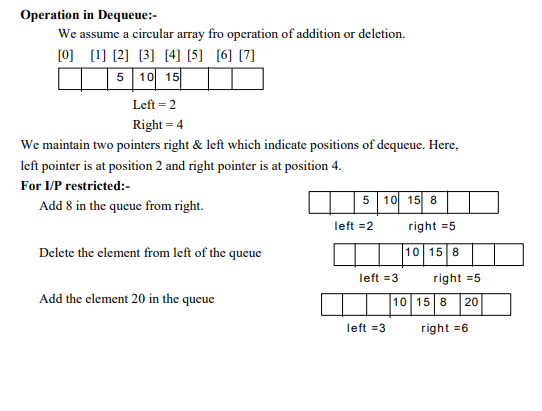 Operation in Dequeue:-
We assume a circular array fro operation of addition or deletion.
[0] [1] [2] [3] [4] [5] [6] [7]
5 10 15
Left = 2
Right = 4
We maintain two pointers right & left which indicate positions of dequeue. Here,
left pointer is at position 2 and right pointer is at position 4.
For I/P restricted:-
Add 8 in the queue from right.
5 10 15 8
left =2 right =5
Delete the element from left of the queue
10 15 8
left =3 right =5
Add the element 20 in the queue
10 15 8 20
left =3 right =6